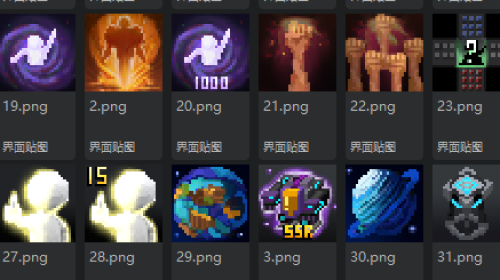 1000
19.png
2.png
20.png
21.png
22.png
23.png
界面贴图
界面贴图
界面贴图
界面贴图
界面贴图
界面贴图
15
SSR
27.png
28.png
29.png
3.png
30.png
31.png